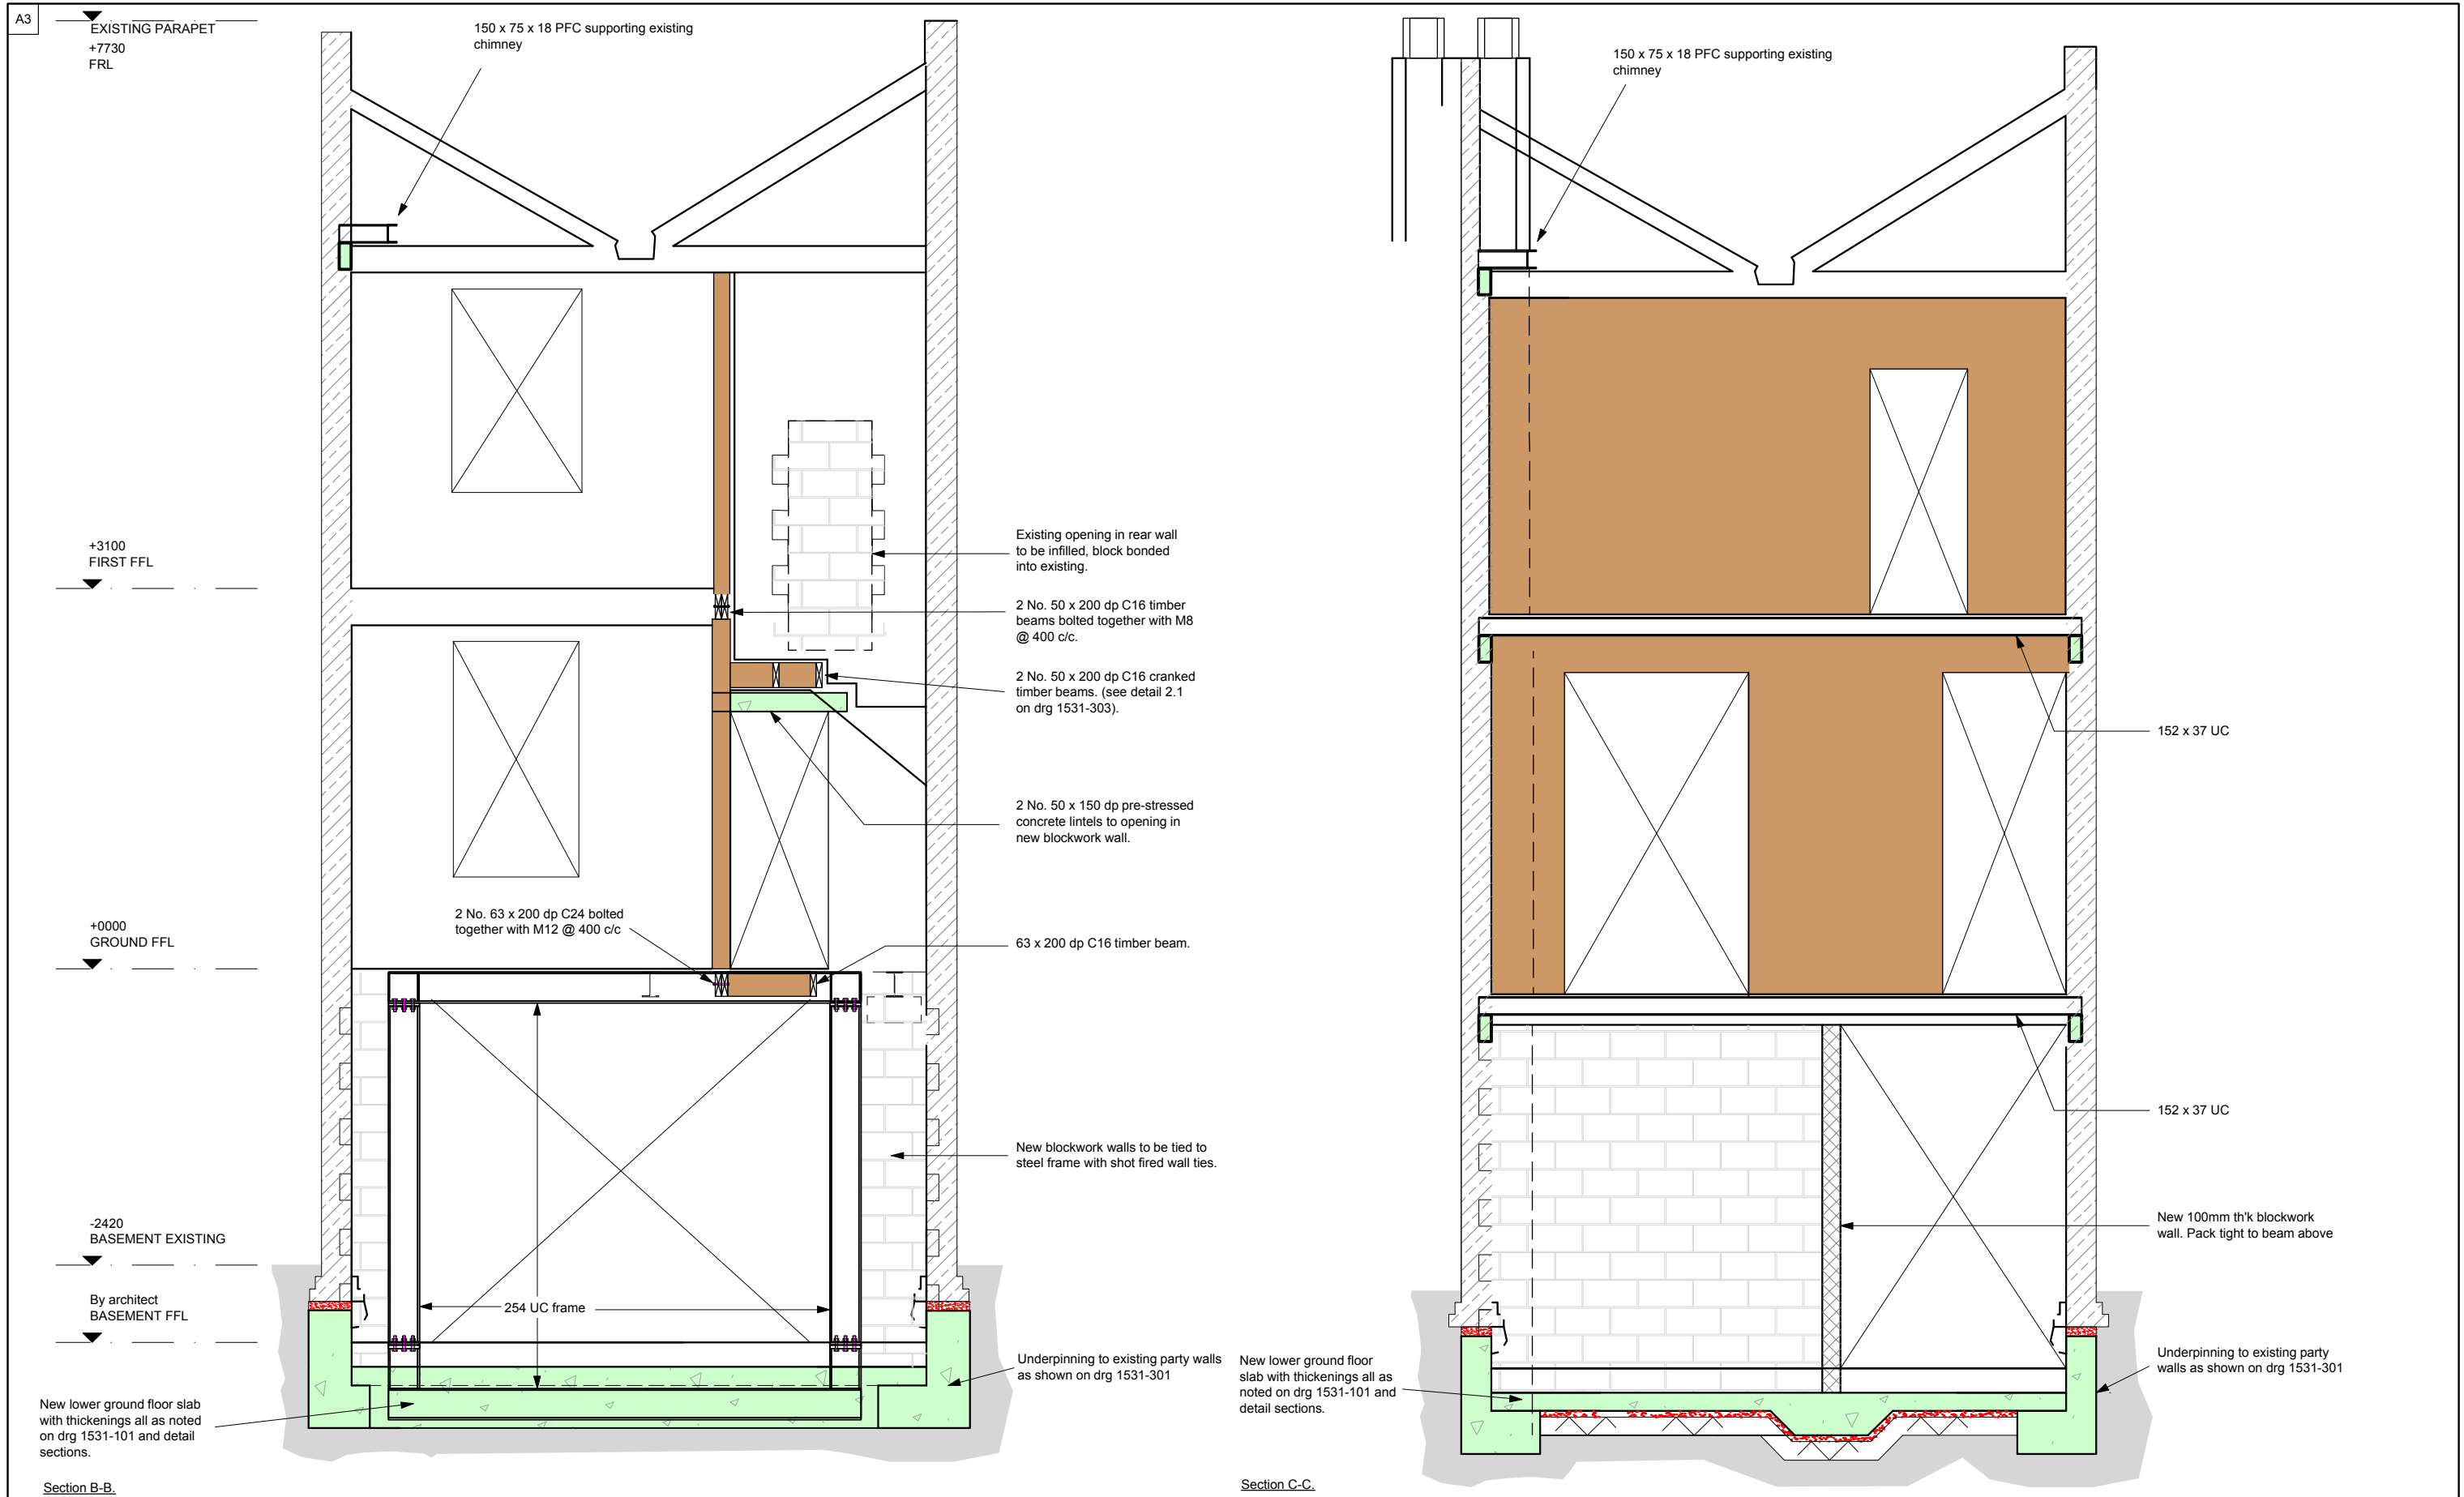 A3
EXISTING PARAPET
+7730
FRL
150 x 75 x 18 PFC supporting existing
chimney
+3100
FIRST FFL
Existing opening in rear wall
to be infilled, block bonded
into existing.
2 No. 50 x 200 dp C16 timber
beams bolted together with M8
@ 400 c/c.
2 No. 50 x 200 dp C16 cranked
timber beams. (see detail 2.1
on drg 1531-303).
2 No. 50 x 150 dp pre-stressed
concrete lintels to opening in
new blockwork wall.
2 No. 63 x 200 dp C24 bolted
together with M12 @ 400 c/c
63 x 200 dp C16 timber beam.
+0000
GROUND FFL
New blockwork walls to be tied to
steel frame with shot fired wall ties.
-2420
BASEMENT EXISTING
By architect
BASEMENT FFL
254 UC frame
Underpinning to existing party walls
as shown on drg 1531-301
New lower ground floor slab
with thickenings all as noted
on drg 1531-101 and detail
sections.
Section B-B.
150 x 75 x 18 PFC supporting existing
chimney
152 x 37 UC
152 x 37 UC
New 100mm th'k blockwork
wall. Pack tight to beam above
Underpinning to existing party
walls as shown on drg 1531-301
New lower ground floor
slab with thickenings all as
noted on drg 1531-101 and
detail sections.
Section C-C.